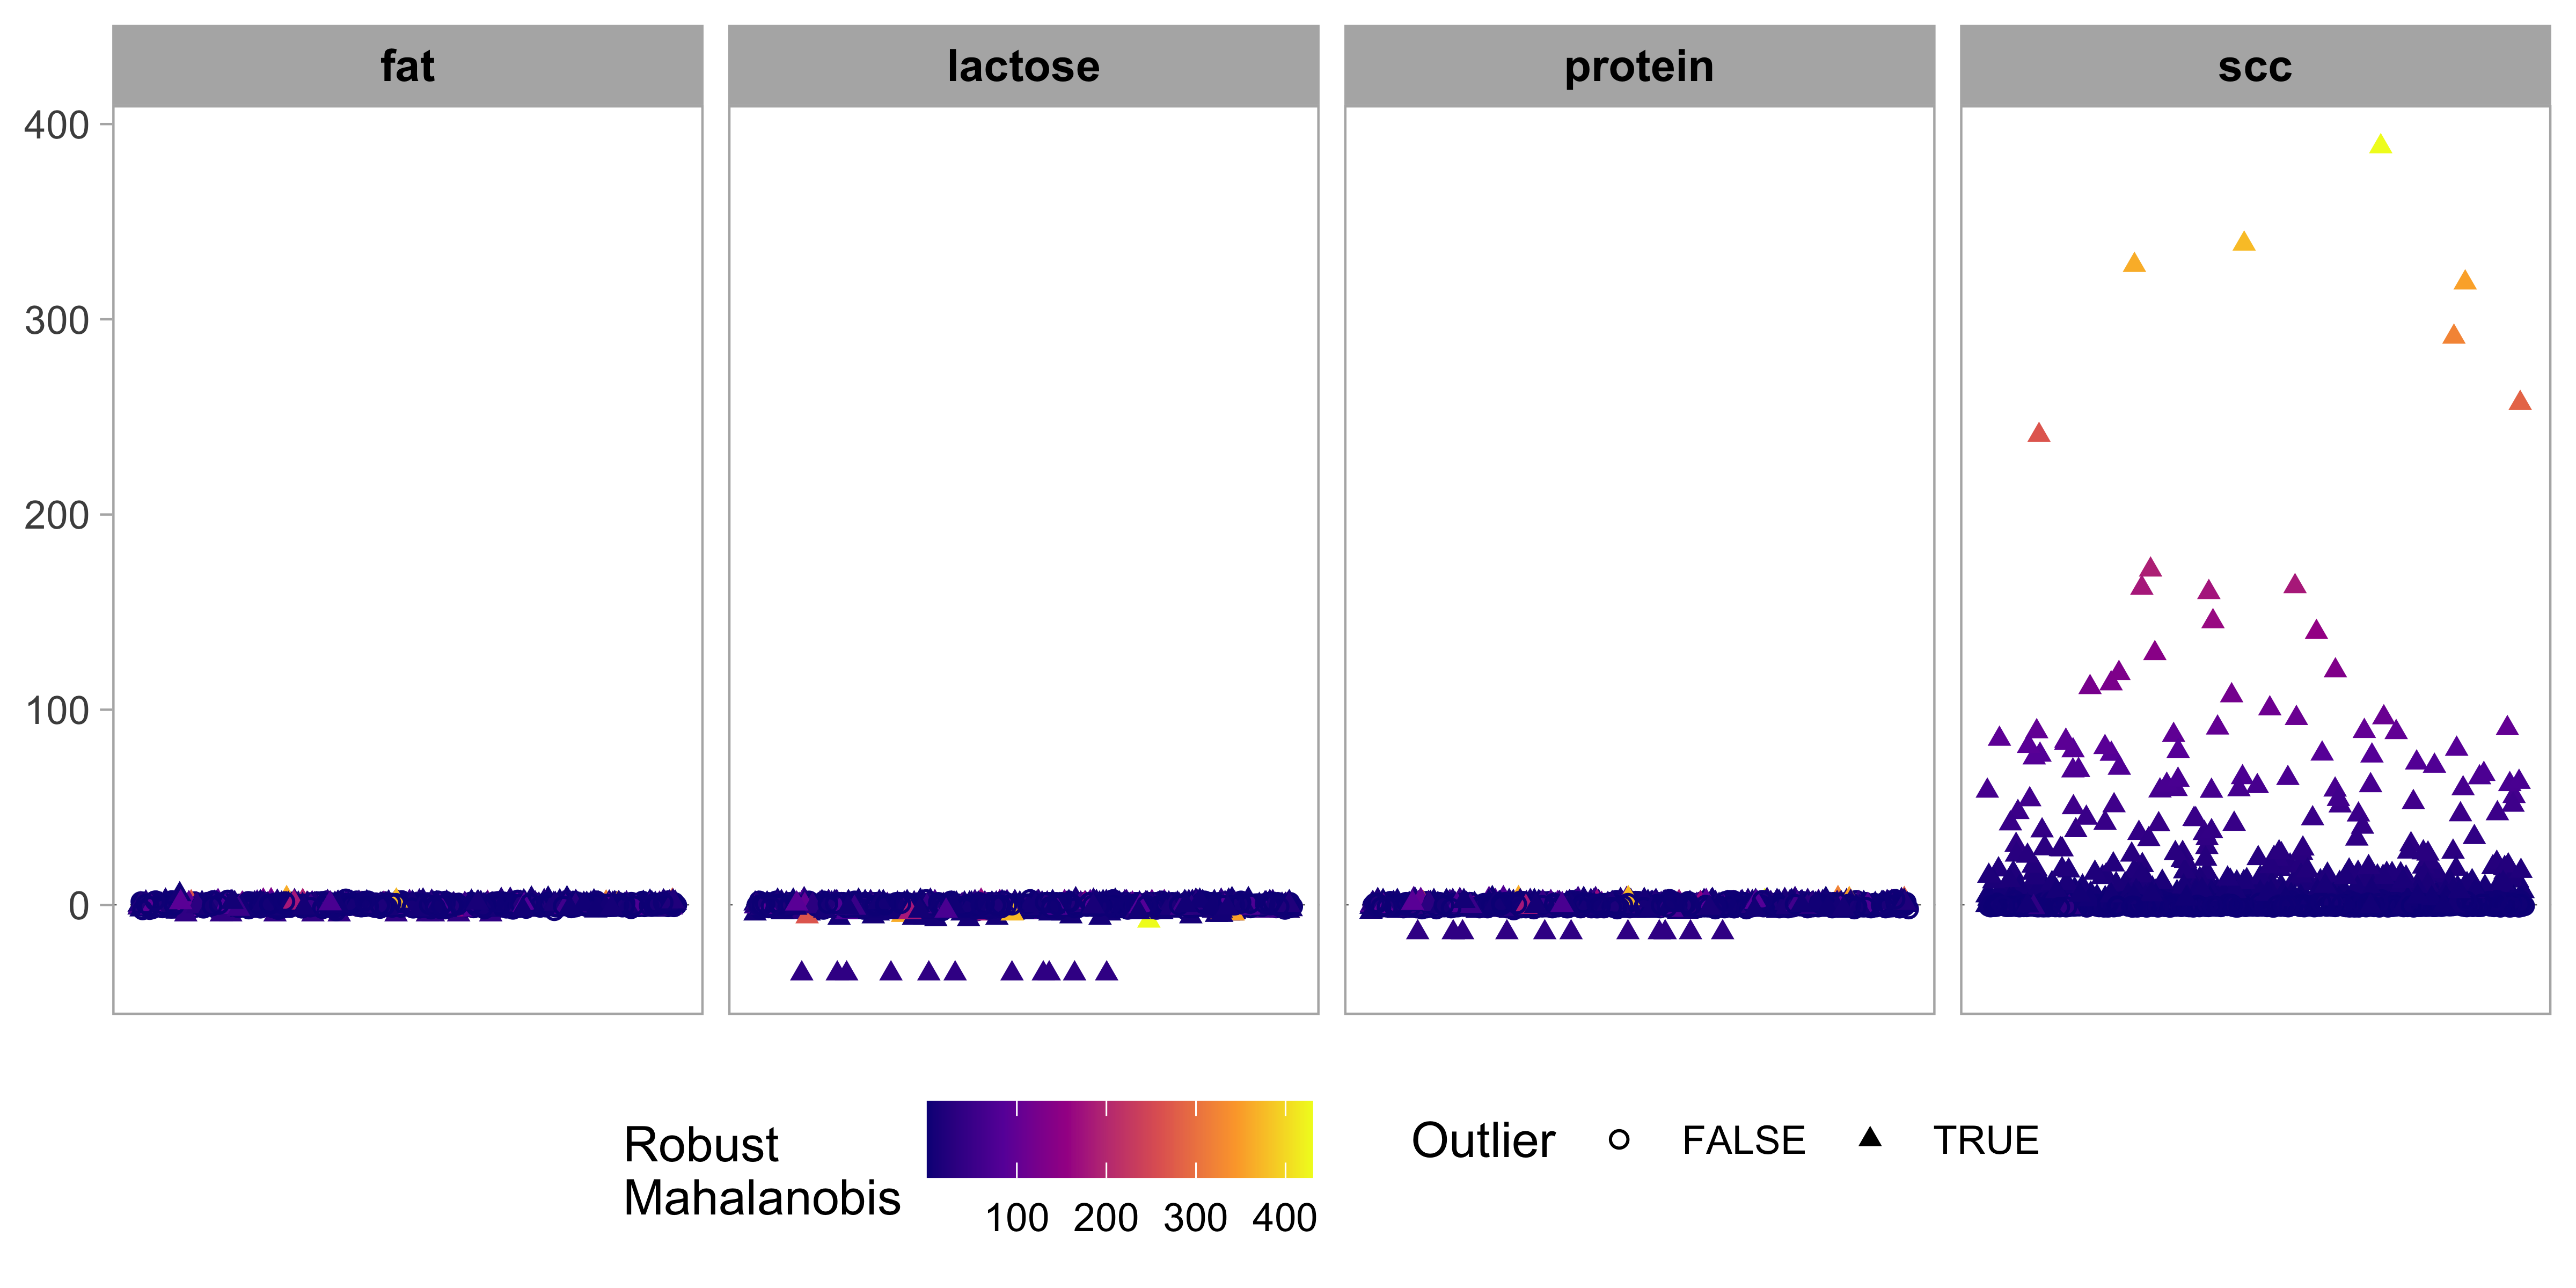 fat
lactose
protein
scc
400
300
200
100
0
Robust
Mahalanobis
100 200 300 400
Outlier FALSE TRUE